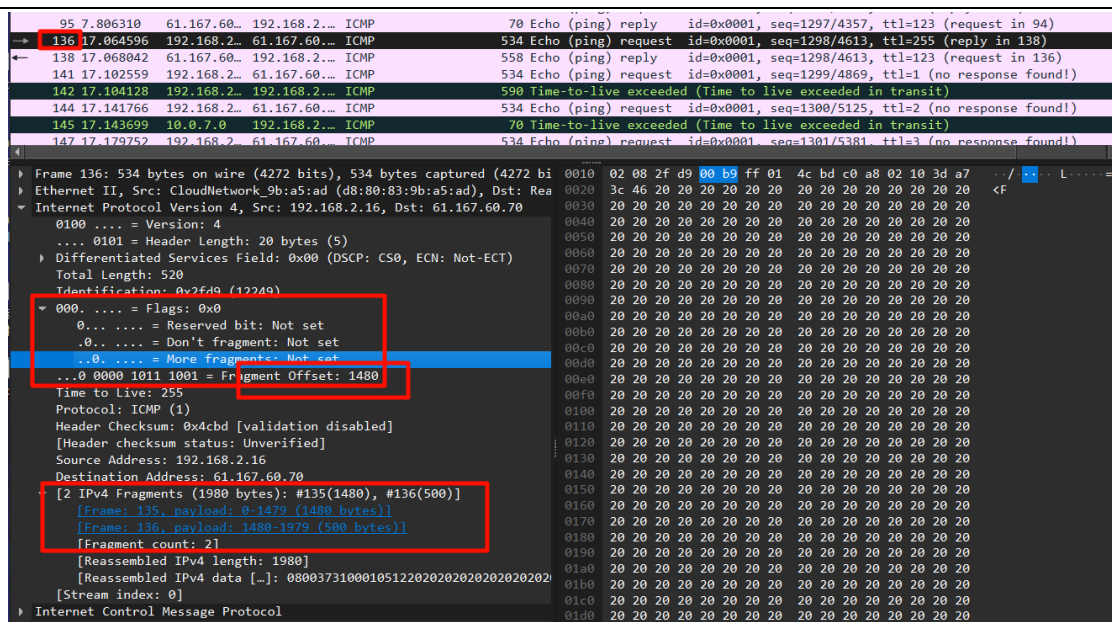 95 7.806310 61.167.60… 192.168.2.… ICMP 70 Echo (ping) reply id=0x0001, seq=1297/4357, ttl=123 (request in 94)
136 17.064596 192.168.2… 61.167.60.… ICMP 534 Echo (ping) request id=0x0001, seq=1298/4613, ttl=255 (reply in 138)
138 17.068042 61.167.60… 192.168.2.… ICMP 558 Echo (ping) reply id=0x0001, seq=1298/4613, ttl=123 (request in 136)
141 17.102559 192.168.2… 61.167.60.… ICMP 534 Echo (ping) request id=0x0001, seq=1299/4869, ttl=1 (no response found!)
142 17.104128 192.168.2… 192.168.2.… ICMP 590 Time-to-live exceeded (Time to live exceeded in transit)
144 17.141766 192.168.2… 61.167.60.… ICMP 534 Echo (ping) request id=0x0001, seq=1300/5125, ttl=2 (no response found!)
145 17.143699 10.0.7.0 192.168.2.… ICMP 70 Time-to-live exceeded (Time to live exceeded in transit)
147 17.179752 192.168.2… 61.167.60.… ICMP 534 Echo (ping) request id=0x0001, seq=1301/5381, ttl=3 (no response found!)
Frame 136: 534 bytes on wire (4272 bits), 534 bytes captured (4272 bi
Ethernet II, Src: CloudNetwork_9b:a5:ad (d8:80:83:9b:a5:ad), Dst: Rea
Internet Protocol Version 4, Src: 192.168.2.16, Dst: 61.167.60.70
0100 .... = Version: 4
.... 0101 = Header Length: 20 bytes (5)
Differentiated Services Field: 0x00 (DSCP: CS0, ECN: Not-ECT)
Total Length: 520
Identification: 0x2fd9 (12249)
000. .... = Flags: 0x0
0... .... = Reserved bit: Not set
.0.. .... = Don't fragment: Not set
..0. .... = More fragments: Not set
...0 0000 1011 1001 = Fragment Offset: 1480
Time to Live: 255
Protocol: ICMP (1)
Header Checksum: 0x4cbd [validation disabled]
[Header checksum status: Unverified]
Source Address: 192.168.2.16
Destination Address: 61.167.60.70
[2 IPv4 Fragments (1980 bytes): #135(1480), #136(500)]
[Frame: 135, payload: 0-1479 (1480 bytes)]
[Frame: 136, payload: 1480-1979 (500 bytes)]
[Fragment count: 2]
[Reassembled IPv4 length: 1980]
[Reassembled IPv4 data […]: 
[Stream index: 0]
Internet Control Message Protocol
0010 02 08 2f d9 00 b9 ff 01 4c bd c0 a8 02 10 3d a7 ··/····· L·····=
0020 3c 46 20 20 20 20 20 20 20 20 20 20 20 20 20 20 <F
0030 20 20 20 20 20 20 20 20 20 20 20 20 20 20 20 20
0040 20 20 20 20 20 20 20 20 20 20 20 20 20 20 20 20
0050 20 20 20 20 20 20 20 20 20 20 20 20 20 20 20 20
0060 20 20 20 20 20 20 20 20 20 20 20 20 20 20 20 20
0070 20 20 20 20 20 20 20 20 20 20 20 20 20 20 20 20
0080 20 20 20 20 20 20 20 20 20 20 20 20 20 20 20 20
0090 20 20 20 20 20 20 20 20 20 20 20 20 20 20 20 20
00a0 20 20 20 20 20 20 20 20 20 20 20 20 20 20 20 20
00b0 20 20 20 20 20 20 20 20 20 20 20 20 20 20 20 20
00c0 20 20 20 20 20 20 20 20 20 20 20 20 20 20 20 20
00d0 20 20 20 20 20 20 20 20 20 20 20 20 20 20 20 20
00e0 20 20 20 20 20 20 20 20 20 20 20 20 20 20 20 20
00f0 20 20 20 20 20 20 20 20 20 20 20 20 20 20 20 20
0100 20 20 20 20 20 20 20 20 20 20 20 20 20 20 20 20
0110 20 20 20 20 20 20 20 20 20 20 20 20 20 20 20 20
0120 20 20 20 20 20 20 20 20 20 20 20 20 20 20 20 20
0130 20 20 20 20 20 20 20 20 20 20 20 20 20 20 20 20
0140 20 20 20 20 20 20 20 20 20 20 20 20 20 20 20 20
0150 20 20 20 20 20 20 20 20 20 20 20 20 20 20 20 20
0160 20 20 20 20 20 20 20 20 20 20 20 20 20 20 20 20
0170 20 20 20 20 20 20 20 20 20 20 20 20 20 20 20 20
0180 20 20 20 20 20 20 20 20 20 20 20 20 20 20 20 20
0190 20 20 20 20 20 20 20 20 20 20 20 20 20 20 20 20
01a0 20 20 20 20 20 20 20 20 20 20 20 20 20 20 20 20
01b0 20 20 20 20 20 20 20 20 20 20 20 20 20 20 20 20
01c0 20 20 20 20 20 20 20 20 20 20 20 20 20 20 20 20
01d0 20 20 20 20 20 20 20 20 20 20 20 20 20 20 20 20